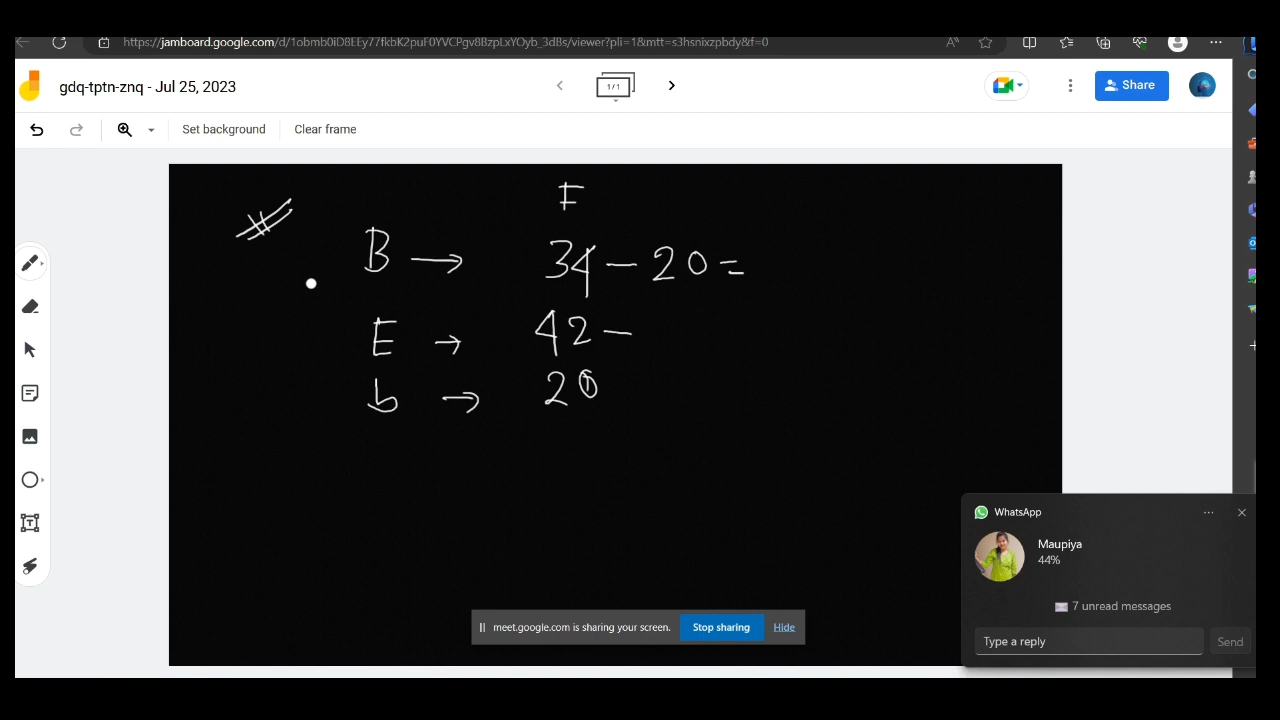 https://jamboard.google.com/d/1obmb0iD8EEy77fkbK2puF0YVCPgv8BzpLxYOyb_3dBs/viewer?pli=1&mtt=s3hsnixzpbdy&f=0
gdq-tptn-znq - Jul 25, 2023
1/1
Share
Set background
Clear frame
F
B → 34 – 20 =
E → 42 –
b → 20
WhatsApp
Maupiya
44%
7 unread messages
Type a reply
Send
meet.google.com is sharing your screen.
Stop sharing
Hide